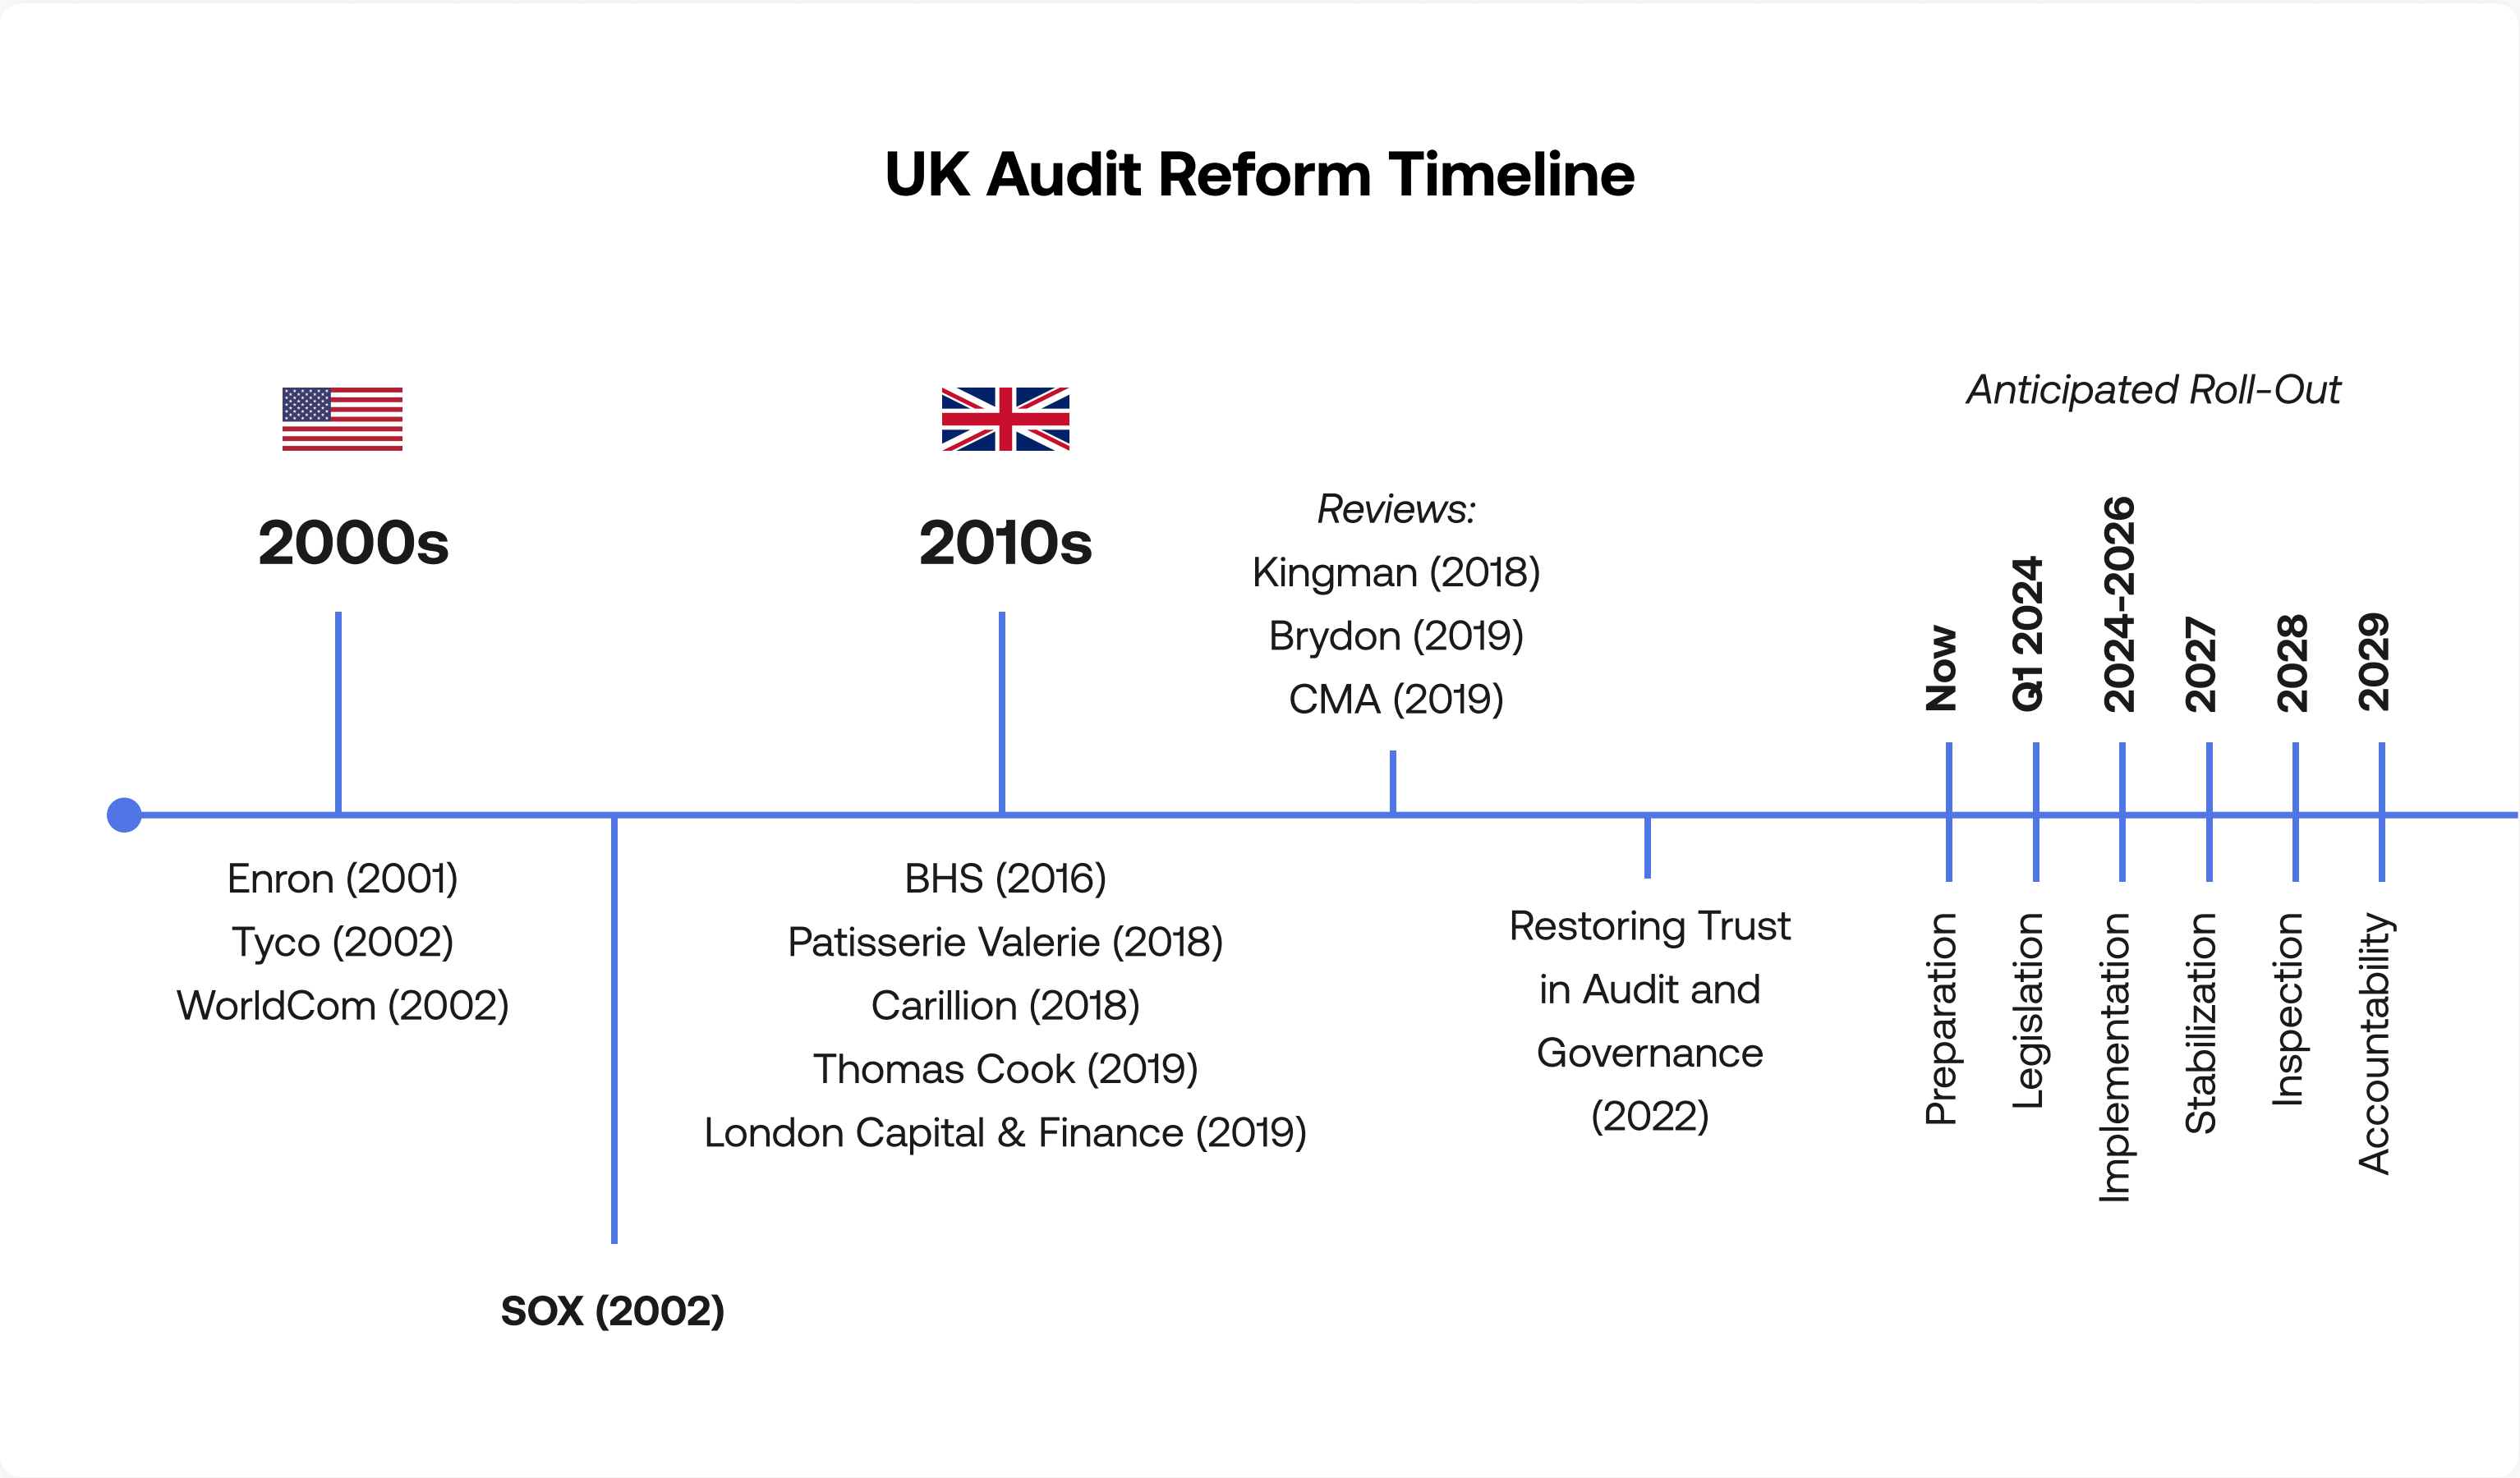 UK Audit Reform Timeline
2000s
Enron (2001)
Tyco (2002)
WorldCom (2002)
SOX (2002)
2010s
BHS (2016)
Patisserie Valerie (2018)
Carillion (2018)
Thomas Cook (2019)
London Capital & Finance (2019)
Reviews:
Kingman (2018)
Brydon (2019)
CMA (2019)
Restoring Trust
in Audit and
Governance
(2022)
Anticipated Roll-Out
Now
Preparation
Q1 2024
Legislation
2024-2026
Implementation
2027
Stabilization
2028
Inspection
2029
Accountability